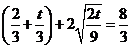 (2/3 + t/3) + 2√(2t/9) = 8/3